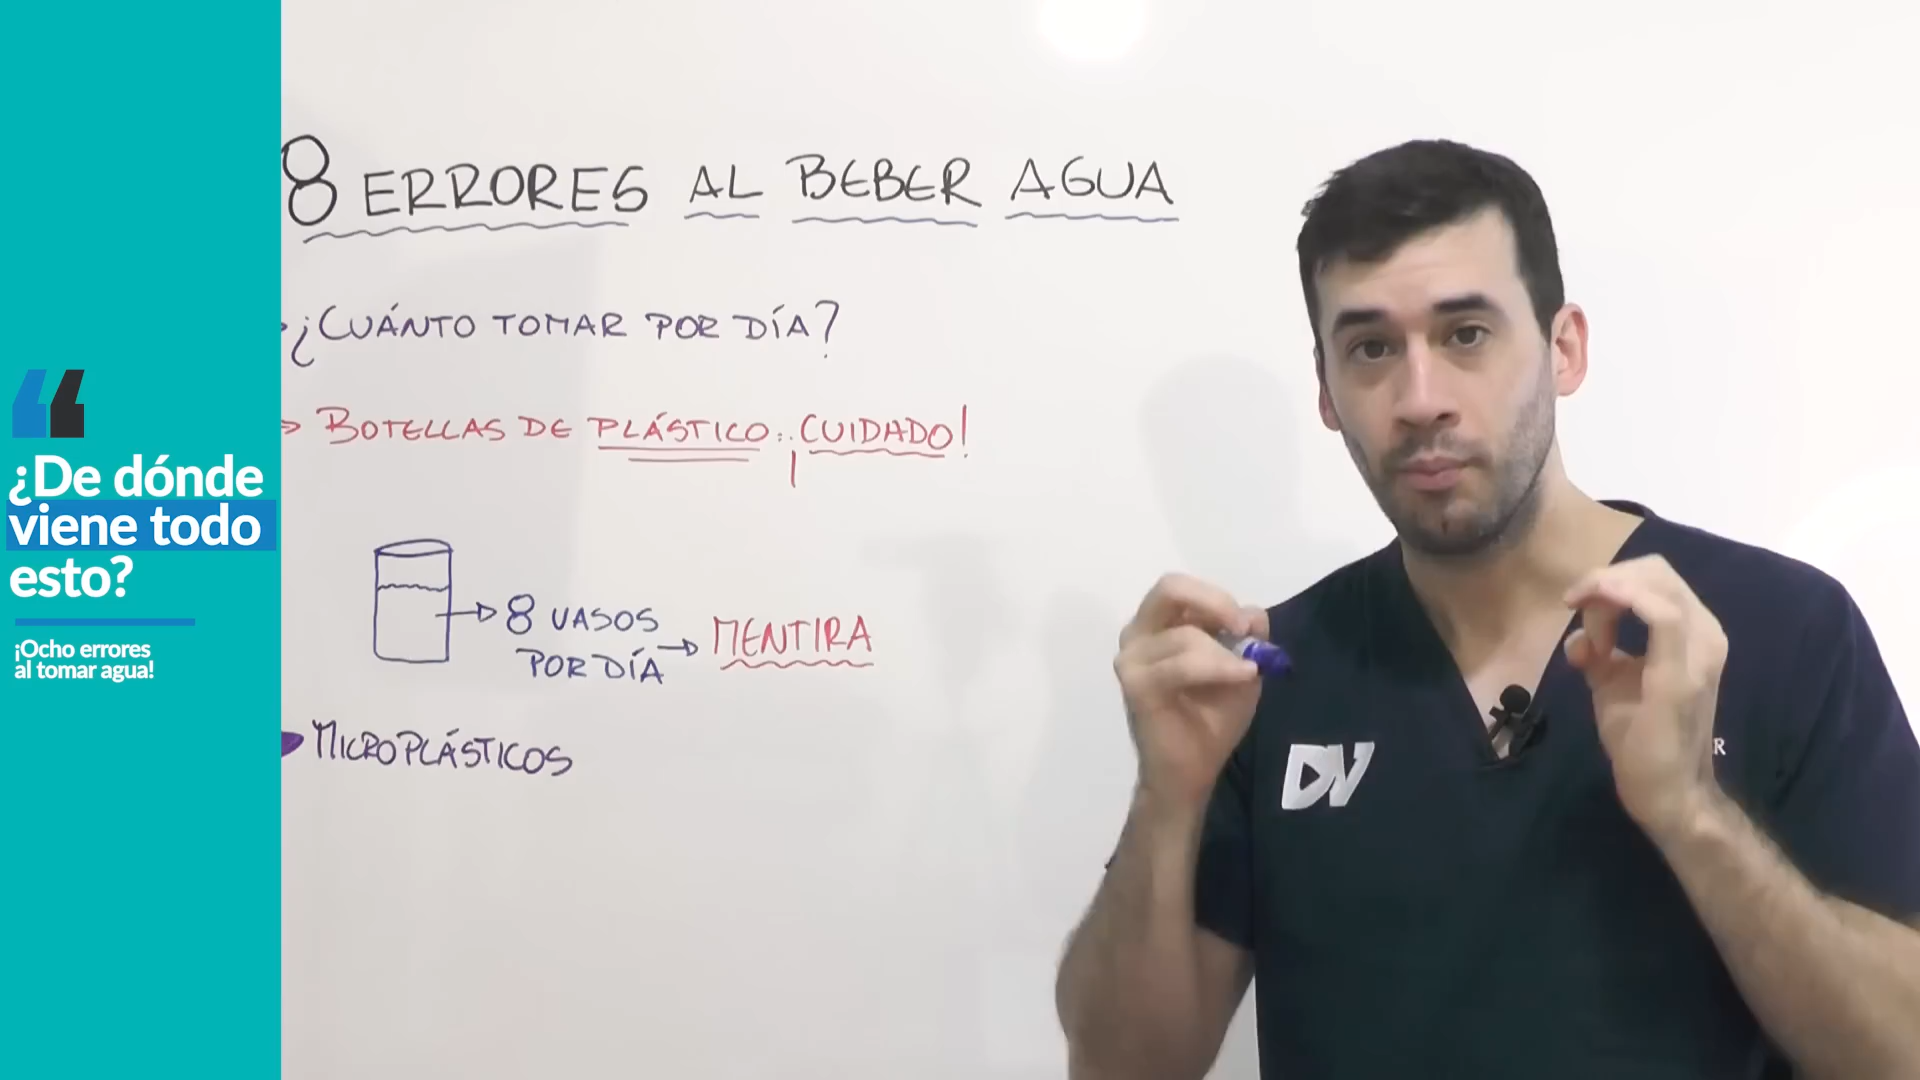 8 ERRORES AL BEBER AGUA
¿CUÁNTO TOMAR POR DÍA?
BOTELLAS DE PLÁSTICO: ¡CUIDADO!
8 VASOS
POR DÍA
MENTIRA
MICROPLÁSTICOS
¿De dónde
viene todo
esto?
¡Ocho errores
al tomar agua!
DV
R